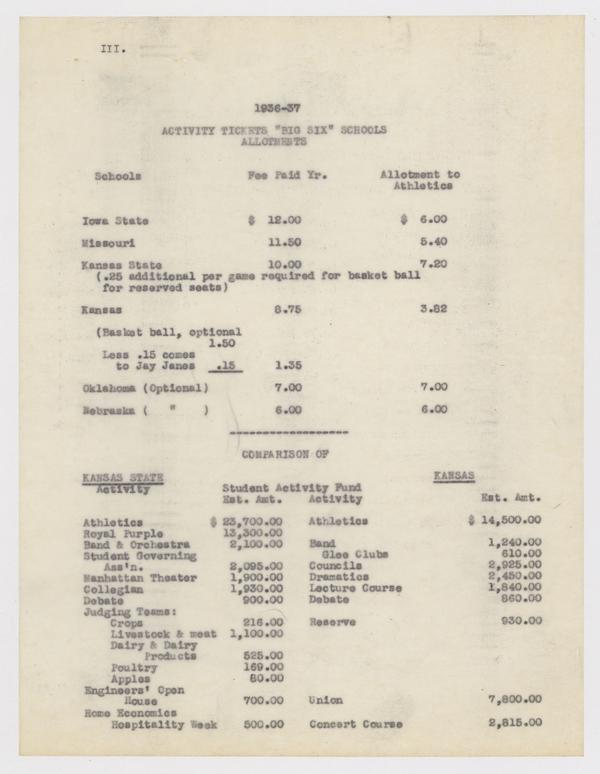 III.
1936-37
ACTIVITY TICKETS "BIG SIX" SCHOOLS
ALLOTMENTS
Schools Fee Paid Yr. Allotment to
Athletics
Iowa State $ 12.00 $ 6.00
Missouri 11.50 5.40
Kansas State 10.00 7.20
(.25 additional per game required for basket ball
for reserved seats)
Kansas 8.75 3.82
(Basket ball, optional
1.50
Less .15 comes
to Jay Janes .15 1.35
Oklahoma (Optional) 7.00 7.00
Nebraska ( " ) 6.00 6.00
--------------------
COMPARISON OF
KANSAS STATE KANSAS
Activity Student Activity Fund
Est. Amt. Activity Est. Amt.
Athletics $ 23,700.00 Athletics $ 14,500.00
Royal Purple 13,300.00
Band & Orchestra 2,100.00 Band 1,240.00
Student Governing Glee Clubs 610.00
Ass'n. 2,095.00 Councils 2,925.00
Manhattan Theater 1,900.00 Dramatics 2,450.00
Collegian 1,930.00 Lecture Course 1,840.00
Debate 900.00 Debate 860.00
Judging Teams:
Crops 216.00 Reserve 930.00
Livestock & meat 1,100.00
Dairy & Dairy
Products 525.00
Poultry 169.00
Apples 80.00
Engineers' Open
House 700.00 Union 7,800.00
Home Economics
Hospitality Week 500.00 Concert Course 2,815.00